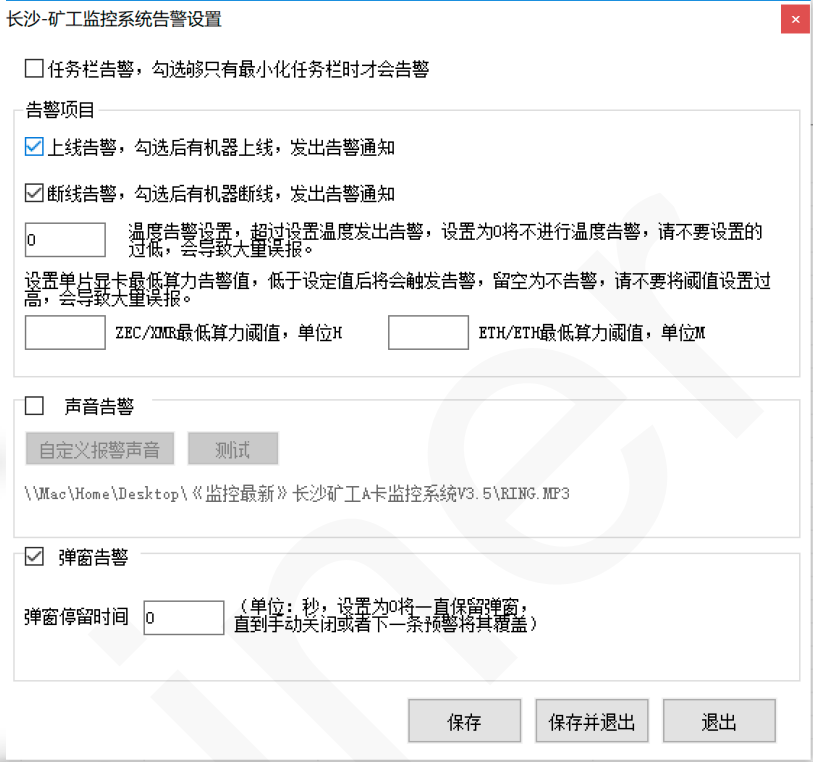 长沙-矿工监控系统告警设置
任务栏告警，勾选够只有最小化任务栏时才会告警
告警项目
上线告警，勾选后有机器上线，发出告警通知
断线告警，勾选后有机器断线，发出告警通知
0
温度告警设置，超过设置温度发出告警，设置为0将不进行温度告警，请不要设置的
过低，会导致大量误报。
设置单片显卡最低算力告警值，低于设定值后将会触发告警，留空为不告警，请不要将阈值设置过
高，会导致大量误报。
ZEC/XMR最低算力阈值，单位H
ETH/ETH最低算力阈值，单位M
声音告警
自定义报警声音 测试
\\Mac\Home\Desktop\《监控最新》长沙矿工A卡监控系统V3.5\RING.MP3
弹窗告警
弹窗停留时间 0
（单位：秒，设置为0将一直保留弹窗，
直到手动关闭或者下一条预警将其覆盖）
保存 保存并退出 退出
iner